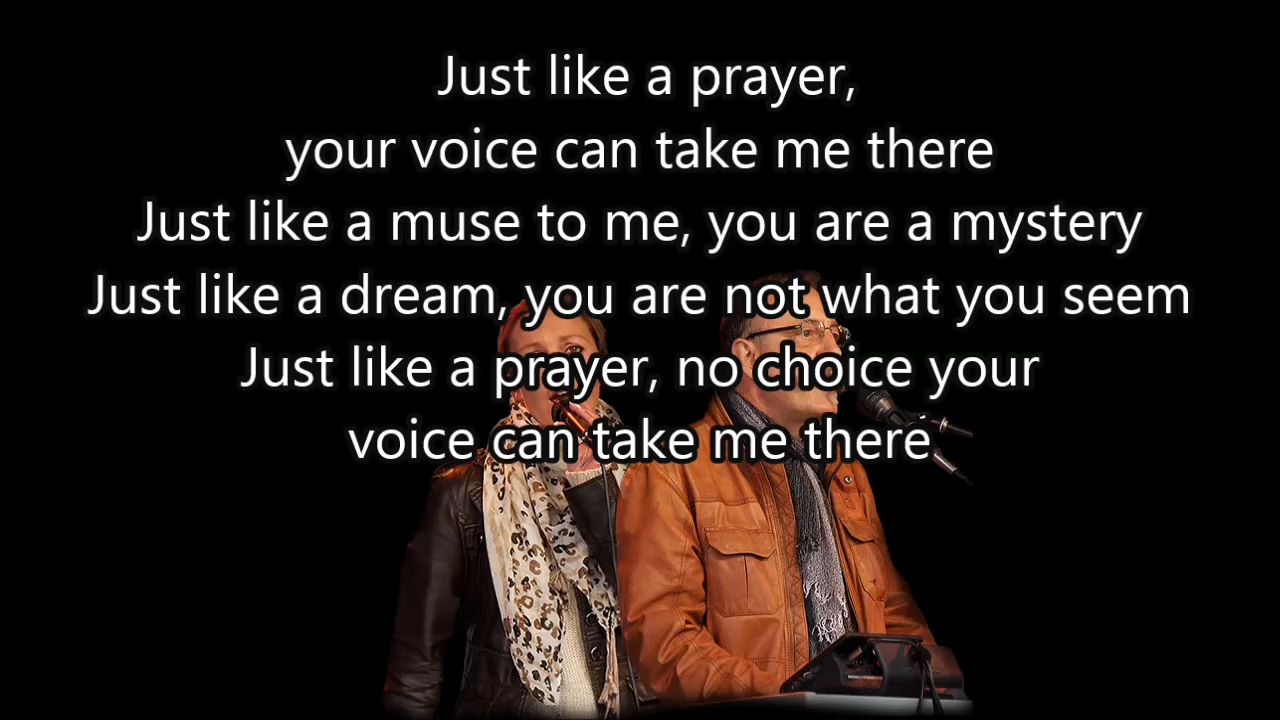 Just like a prayer,
your voice can take me there
Just like a muse to me, you are a mystery
Just like a dream, you are not what you seem
Just like a prayer, no choice your
voice can take me there